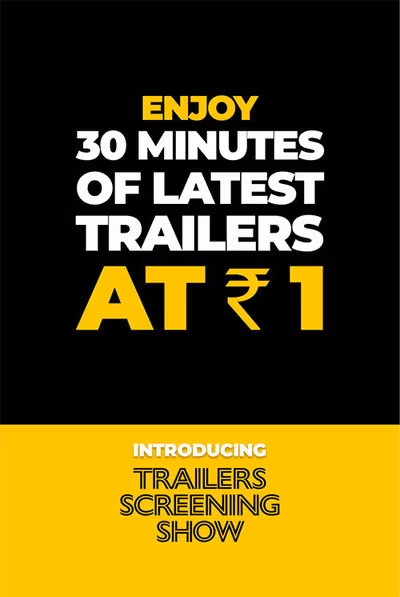 ENJOY
30 MINUTES
OF LATEST
TRAILERS
AT ₹ 1
INTRODUCING
TRAILERS
SCREENING
SHOW